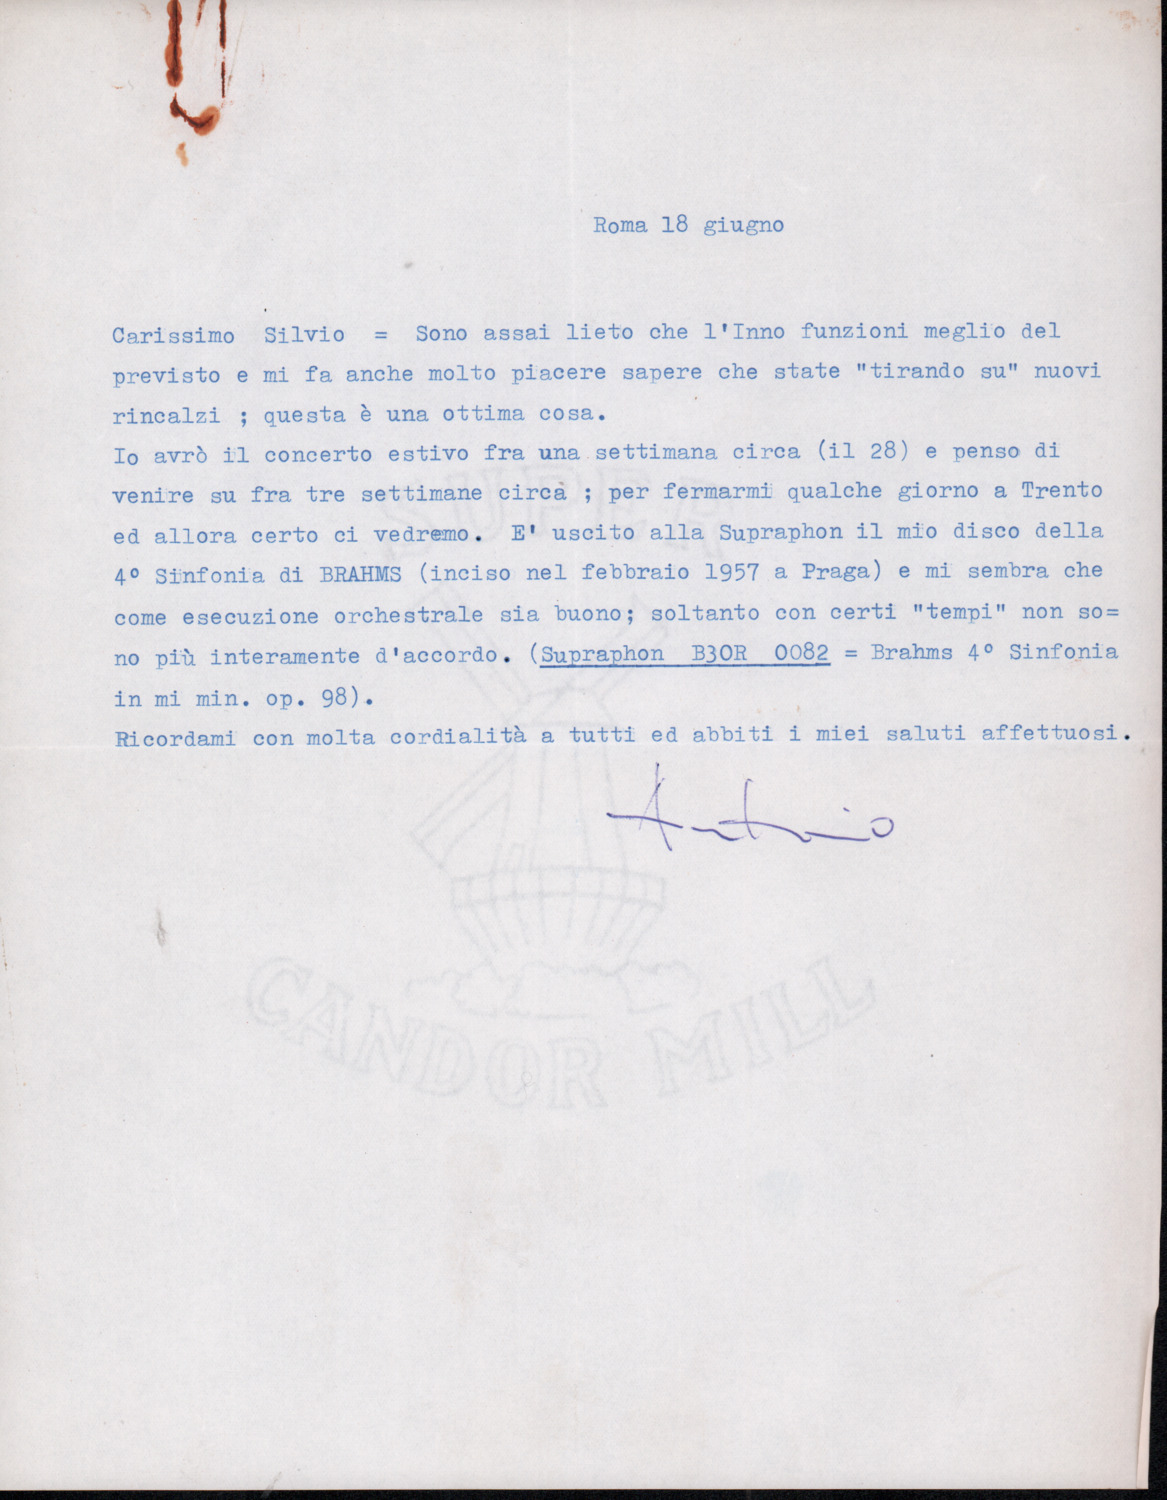 Roma 18 giugno
Carissimo Silvio = Sono assai lieto che l'Inno funzioni meglio del
previsto e mi fa anche molto piacere sapere che state "tirando su" nuovi
rincalzi ; questa è una ottima cosa.
Io avrò il concerto estivo fra una settimana circa (il 28) e penso di
venire su fra tre settimane circa ; per fermarmi qualche giorno a Trento
ed allora certo ci vedremo. E' uscito alla Supraphon il mio disco della
4º Sinfonia di BRAHMS (inciso nel febbraio 1957 a Praga) e mi sembra che
come esecuzione orchestrale sia buono; soltanto con certi "tempi" non so=
no più interamente d'accordo. (Supraphon B3OR 0082 = Brahms 4º Sinfonia
in mi min. op. 98).
Ricordami con molta cordialità a tutti ed abbiti i miei saluti affettuosi.
Antonio
SUPER
CANDOR MILL